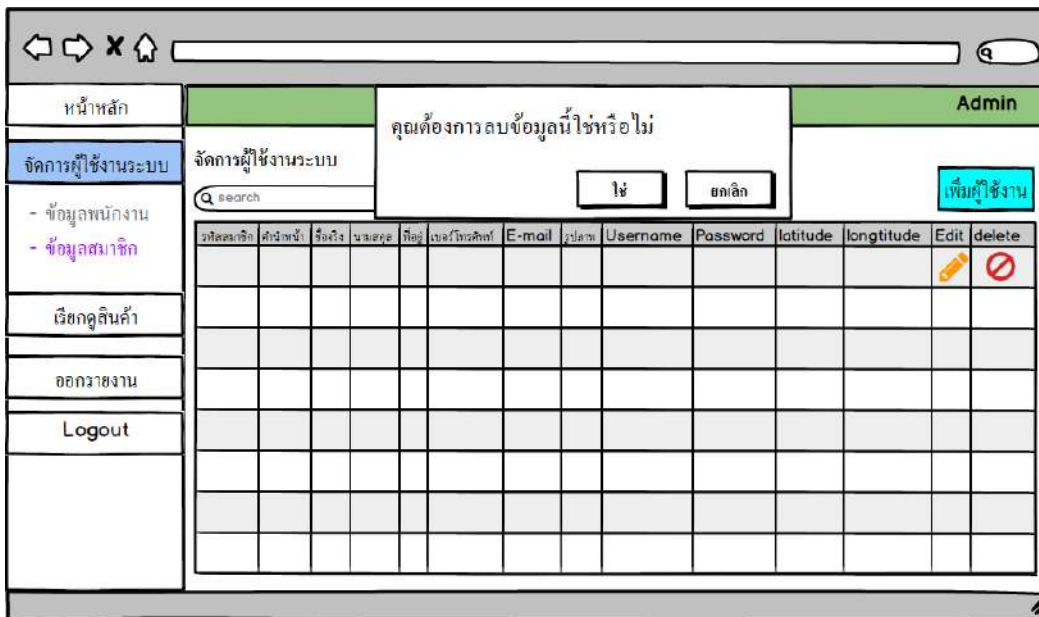 หน้าหลัก
Admin
คุณต้องการลบข้อมูลนี้ใช่หรือไม่
ใช่ ยกเลิก
จัดการผู้ใช้งานระบบ
จัดการผู้ใช้งานระบบ
search
เพิ่มผู้ใช้งาน
- ข้อมูลพนักงาน
- ข้อมูลสมาชิก
รหัสสมาชิก คำนำหน้า ชื่อจริง นามสกุล ที่อยู่ เบอร์โทรศัพท์ E-mail รูปภาพ Username Password latitude longtitude Edit delete
เรียกดูสินค้า
ออกรายงาน
Logout